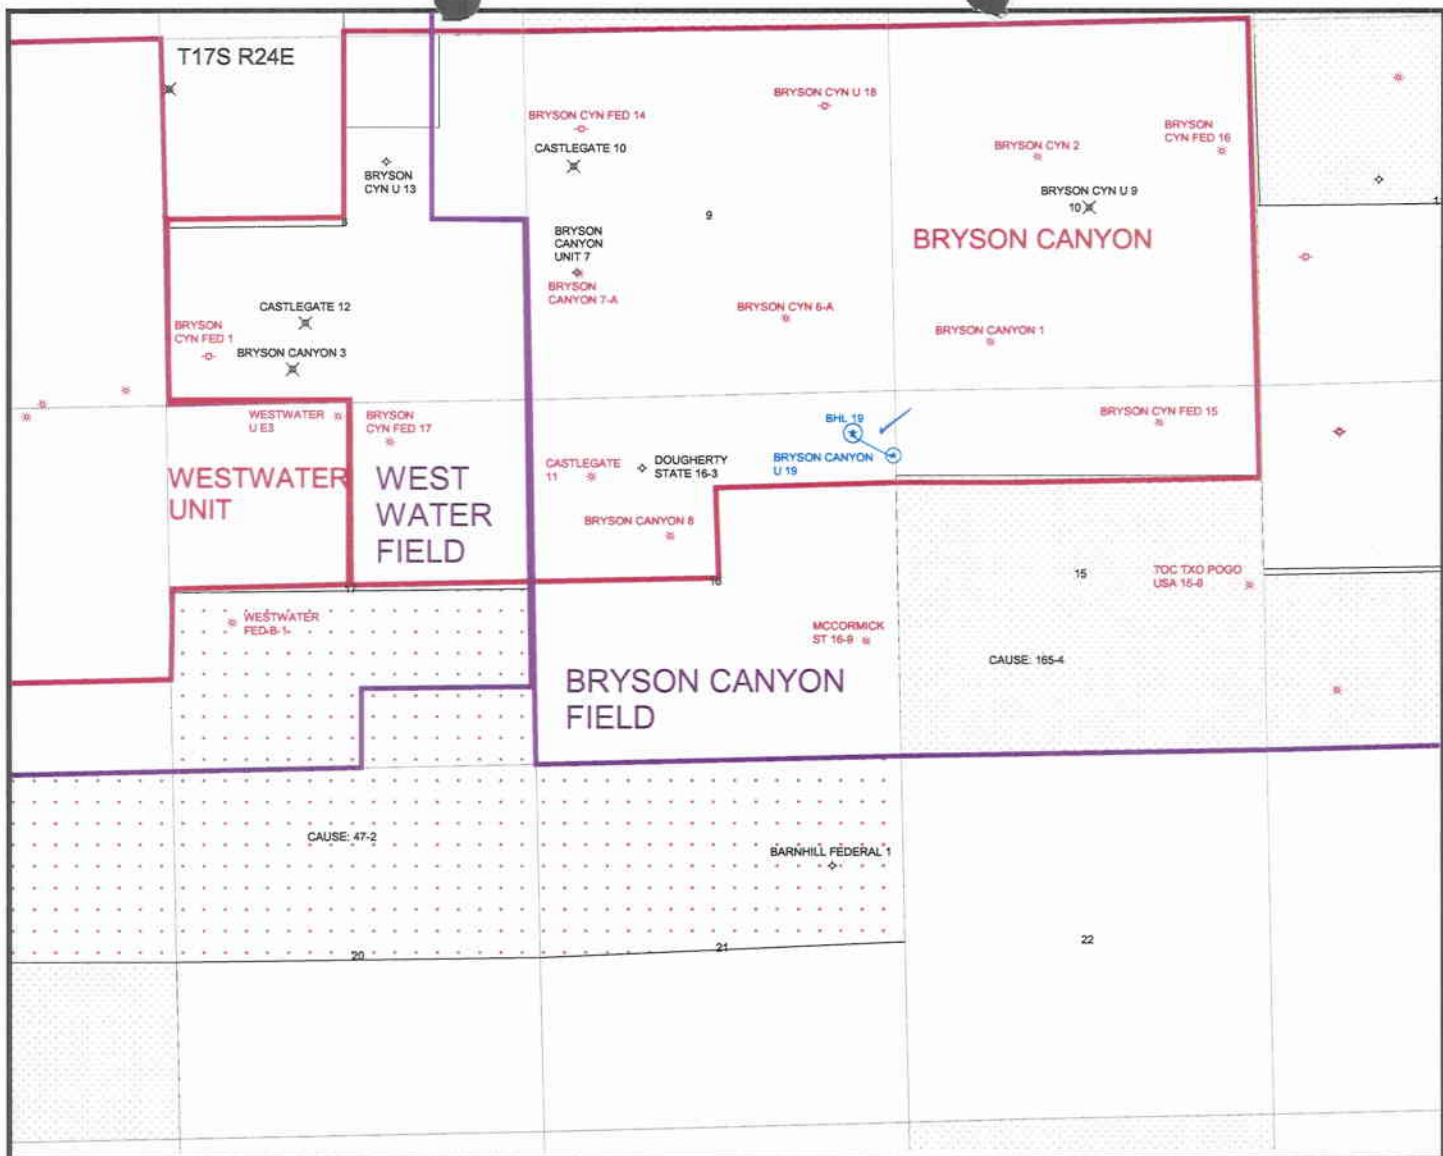 T17S R24E
BRYSON CYN U 18
BRYSON CYN FED 14
BRYSON
CYN FED 16
CASTLEGATE 10
BRYSON CYN 2
BRYSON
CYN U 13
BRYSON CYN U 9
10
9
BRYSON
CANYON
UNIT 7
BRYSON CANYON
BRYSON
CANYON 7-A
CASTLEGATE 12
BRYSON CYN 6-A
BRYSON
CYN FED 1
BRYSON CANYON 1
BRYSON CANYON 3
WESTWATER
U E3
BRYSON
CYN FED 17
BHL 19
BRYSON CYN FED 15
BRYSON CANYON
U 19
CASTLEGATE
11
DOUGHERTY
STATE 16-3
WESTWATER
UNIT
WEST
WATER
FIELD
BRYSON CANYON 8
16
15
TOC TXO POGO
USA 15-8
17
WESTWATER
FED-B-1
MCCORMICK
ST 16-9
CAUSE: 165-4
BRYSON CANYON
FIELD
CAUSE: 47-2
BARNHILL FEDERAL 1
20
21
22